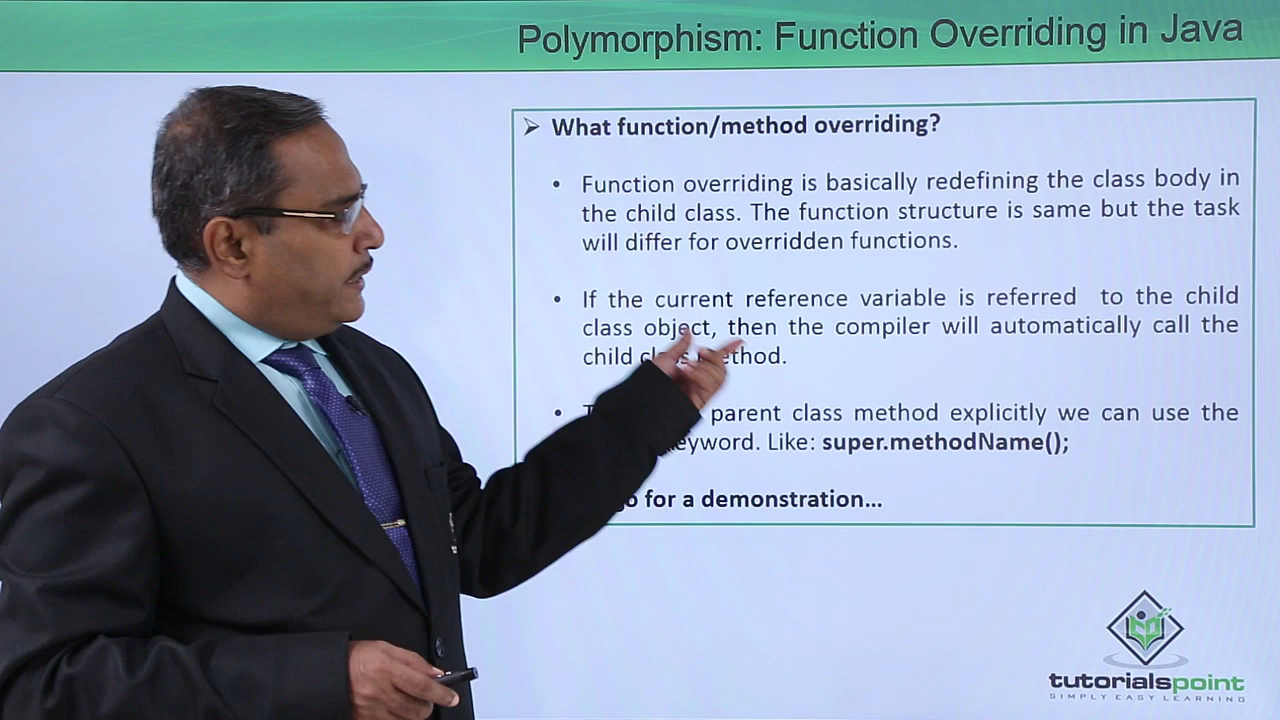 Polymorphism: Function Overriding in Java
➢ What function/method overriding?
• Function overriding is basically redefining the class body in
the child class. The function structure is same but the task
will differ for overridden functions.
• If the current reference variable is referred to the child
class object, then the compiler will automatically call the
child method.
• parent class method explicitly we can use the
Like: super.methodName();
for a demonstration...
tutorialspoint
SIMPLY EASY LEARNING